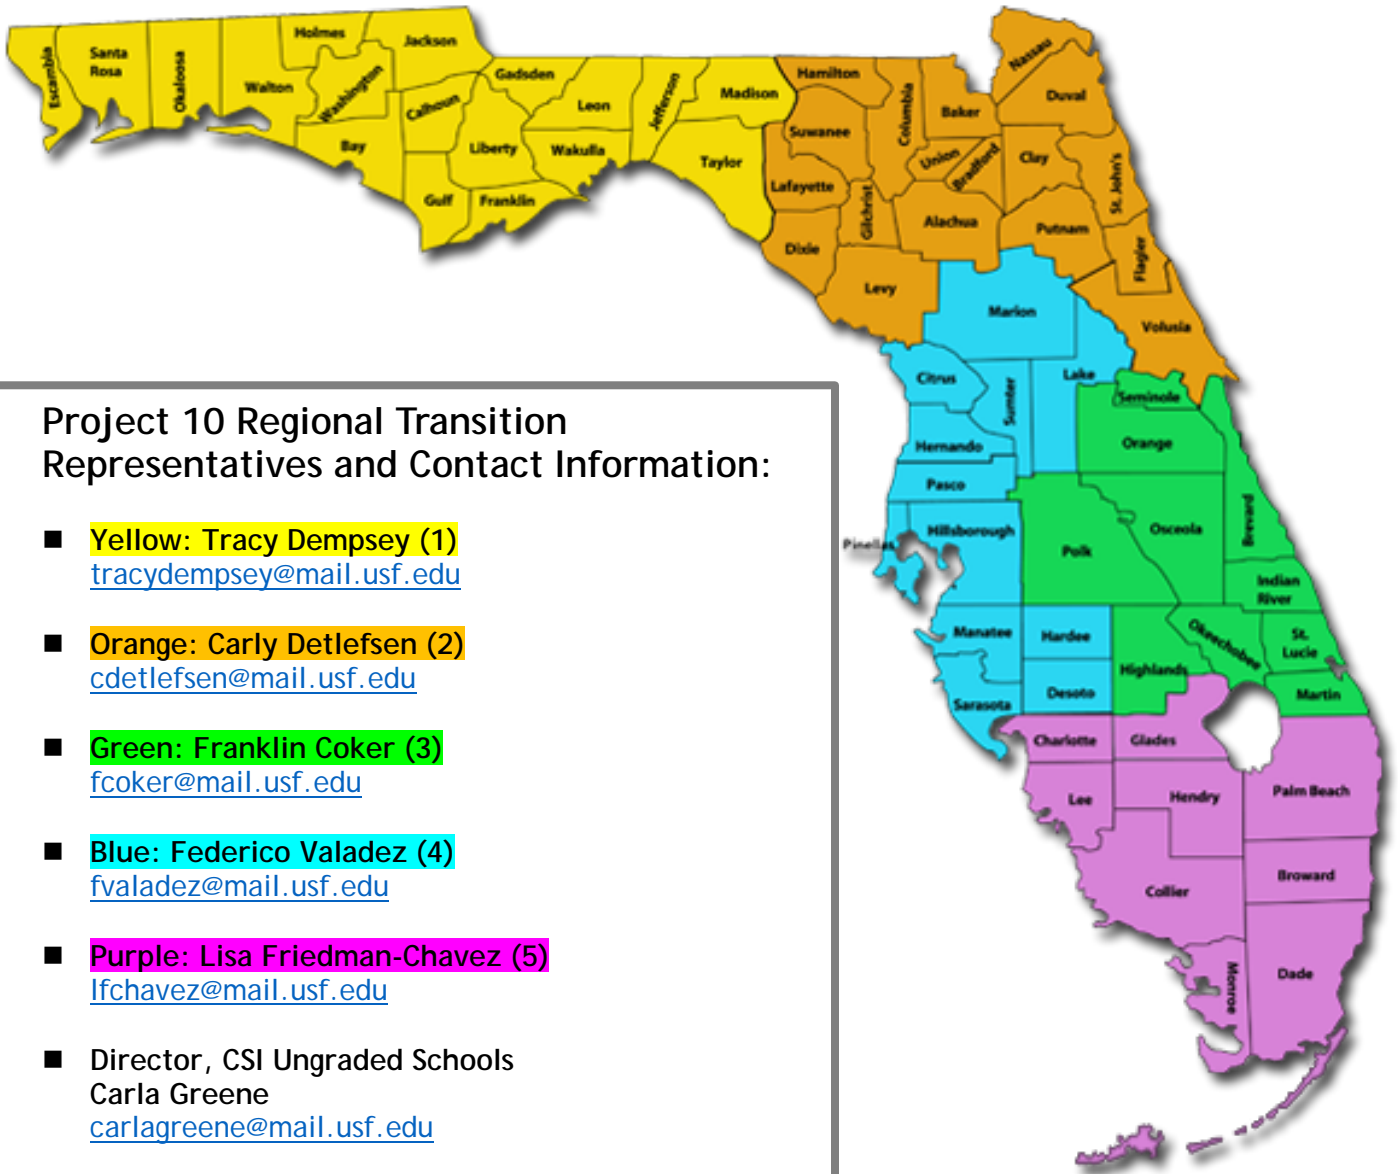 Holmes
Jackson
Escambia
Santa
Rosa
Okaloosa
Walton
Washington
Calhoun
Gadsden
Leon
Jefferson
Madison
Bay
Liberty
Wakulla
Taylor
Gulf
Franklin
Hamilton
Columbia
Baker
Nassau
Duval
Suwanee
Union
Bradford
Clay
St. John's
Lafayette
Gilchrist
Alachua
Putnam
Dixie
Flagler
Levy
Volusia
Marion
Citrus
Sumter
Lake
Seminole
Hernando
Orange
Pasco
Pinellas
Hillsborough
Polk
Osceola
Brevard
Indian
River
Manatee
Hardee
Okeechobee
St.
Lucie
Highlands
Sarasota
Desoto
Martin
Charlotte
Glades
Lee
Hendry
Palm Beach
Collier
Broward
Monroe
Dade
Project 10 Regional Transition
Representatives and Contact Information:
■ Yellow: Tracy Dempsey (1)
tracydempsey@mail.usf.edu
■ Orange: Carly Detlefsen (2)
cdetlefsen@mail.usf.edu
■ Green: Franklin Coker (3)
fcoker@mail.usf.edu
■ Blue: Federico Valadez (4)
fvaladez@mail.usf.edu
■ Purple: Lisa Friedman-Chavez (5)
lfchavez@mail.usf.edu
■ Director, CSI Ungraded Schools
Carla Greene
carlagreene@mail.usf.edu